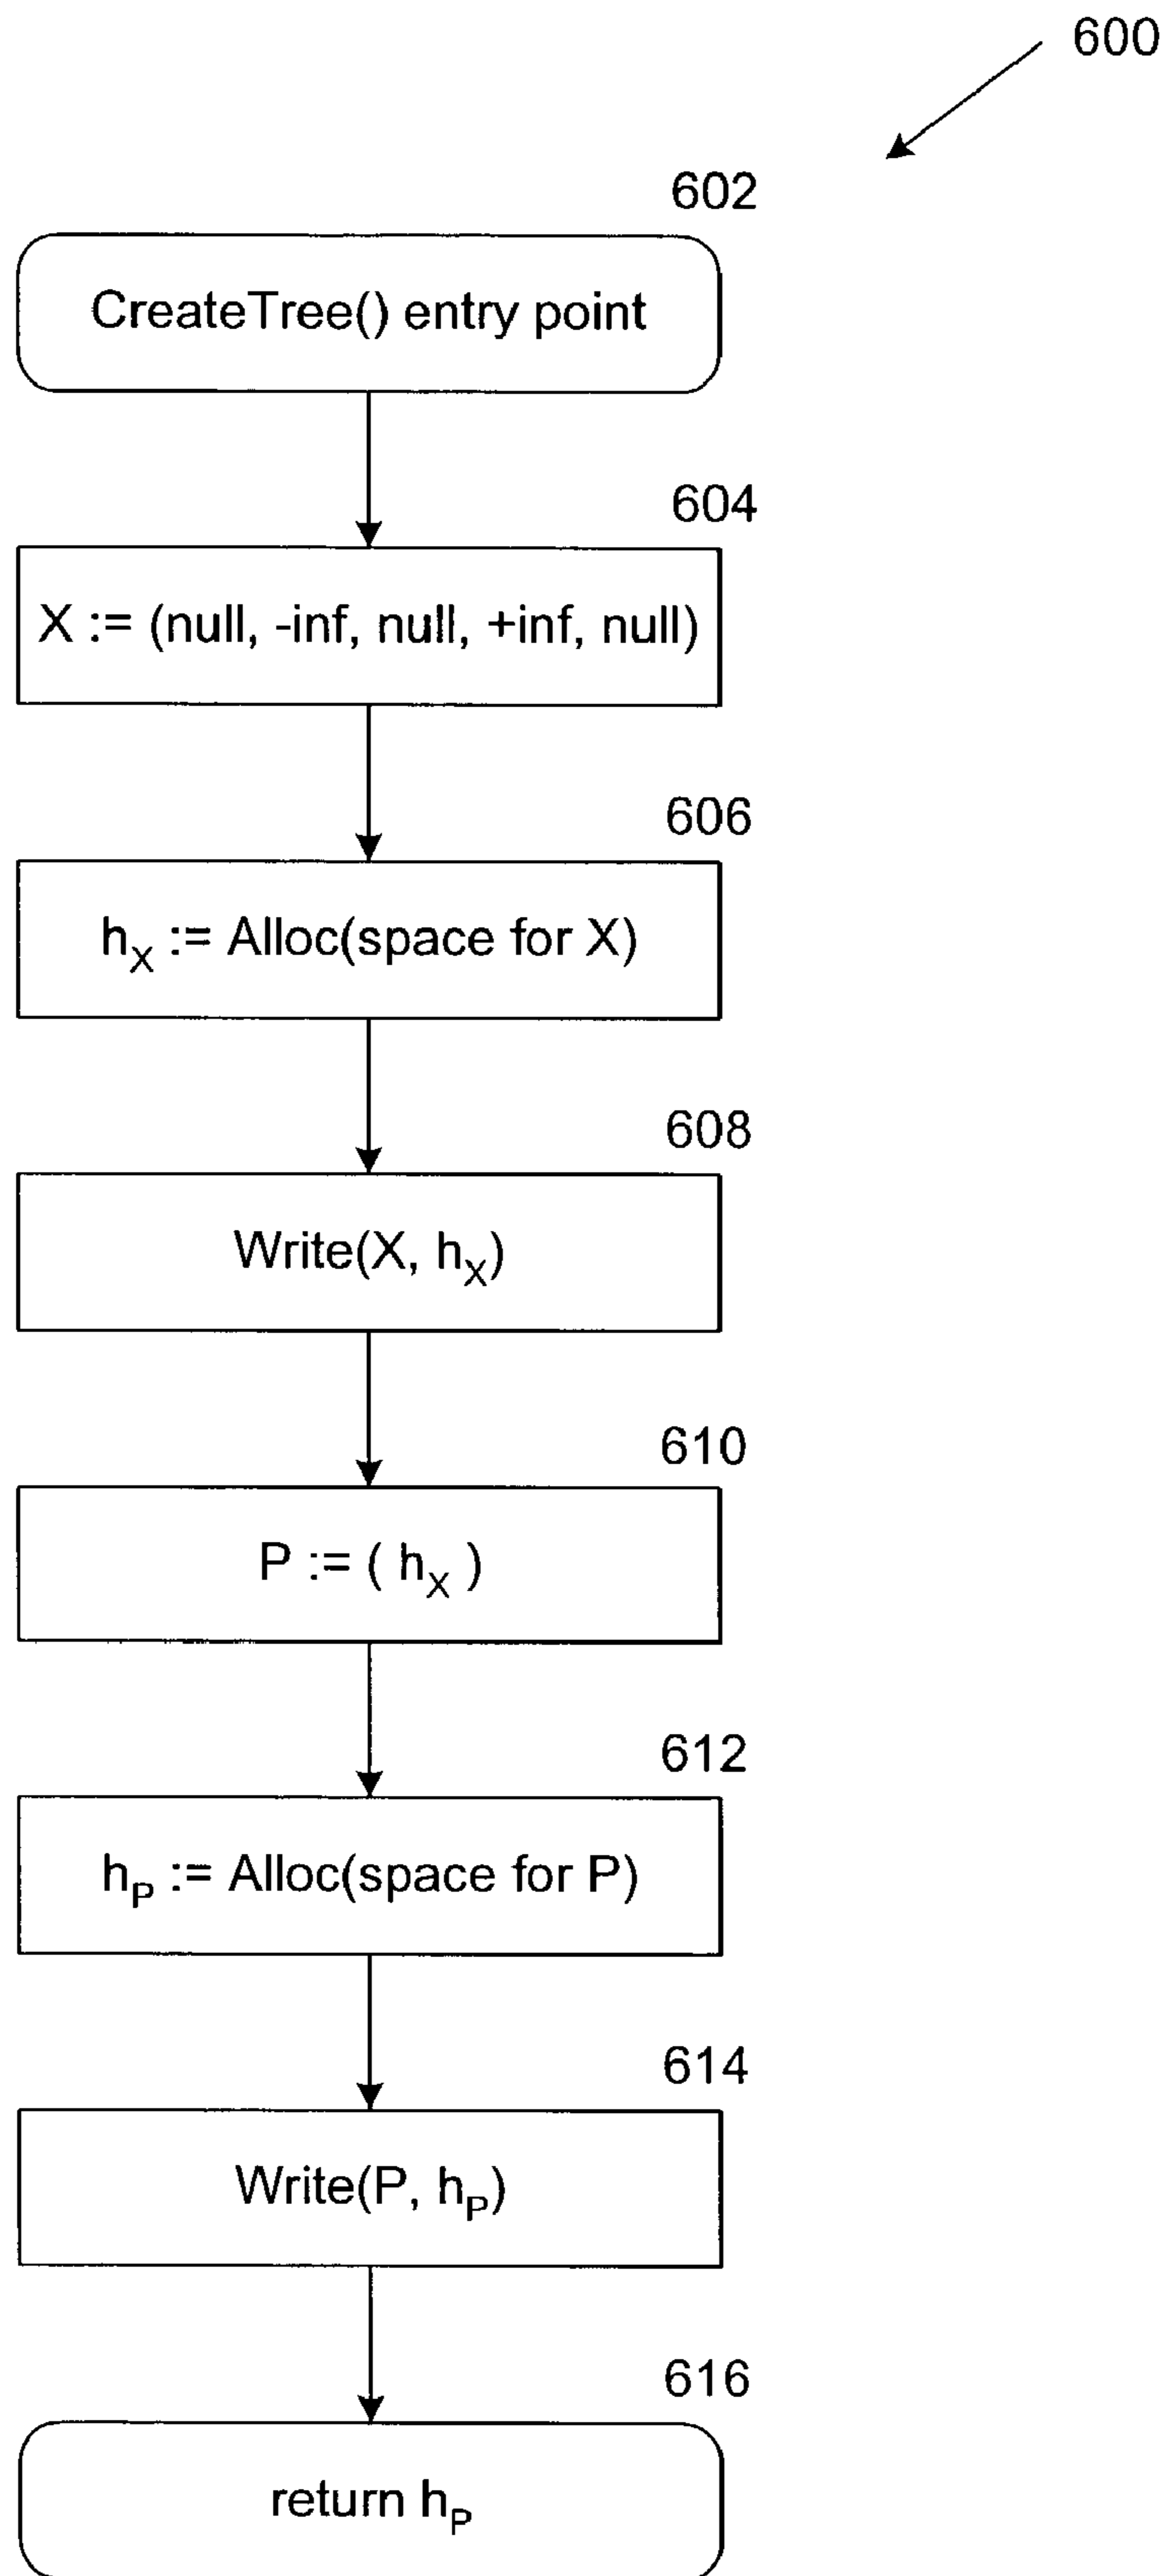 600
602
CreateTree() entry point
604
X := (null, -inf, null, +inf, null)
606
hX := Alloc(space for X)
608
Write(X, hX)
610
P := ( hX )
612
hP := Alloc(space for P)
614
Write(P, hP)
616
return hP